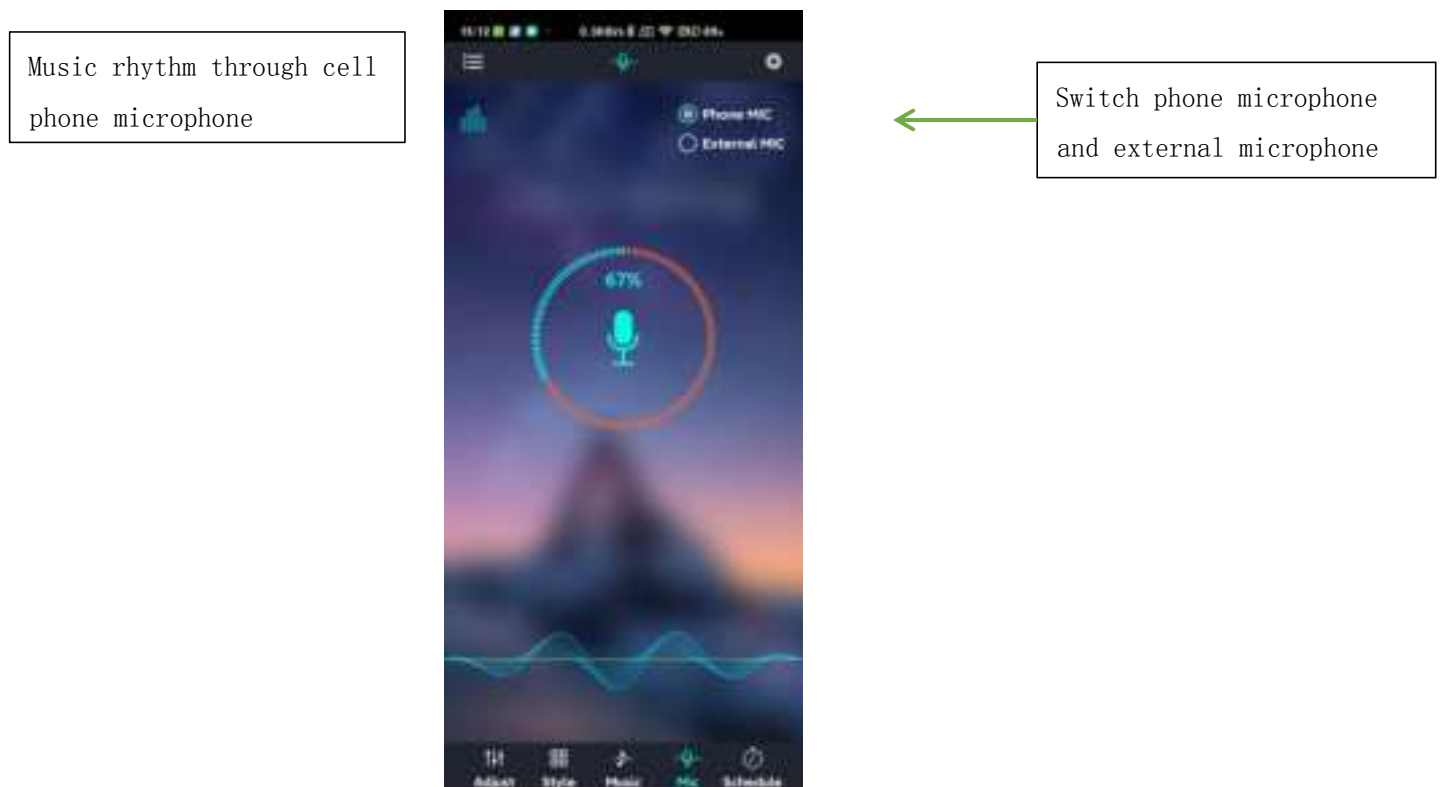 Music rhythm through cell
phone microphone
Phone MIC
External MIC
Switch phone microphone
and external microphone
67%
Adjust
Style
Music
Mic
Schedule